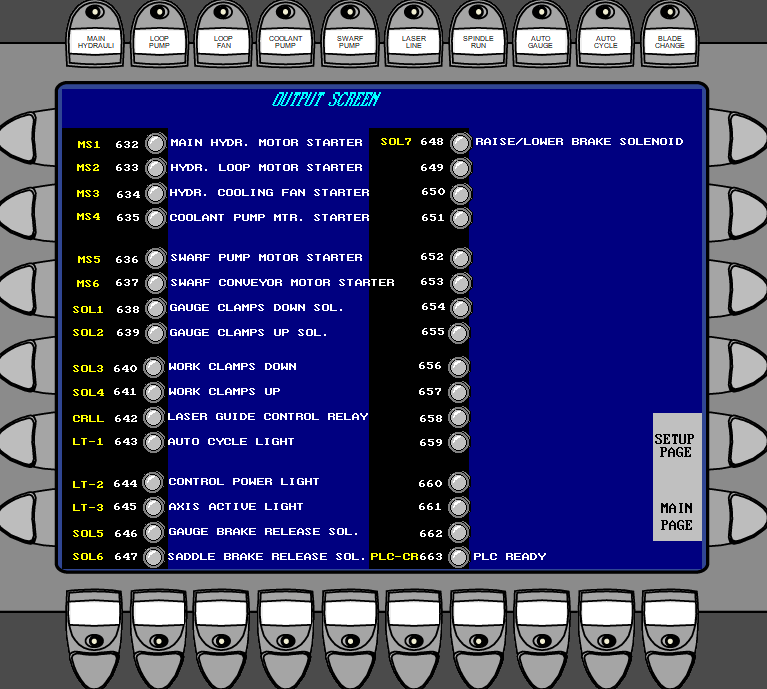 MAIN HYDRAULI
LOOP PUMP
LOOP FAN
COOLANT PUMP
SWARF PUMP
LASER LINE
SPINDLE RUN
AUTO GAUGE
AUTO CYCLE
BLADE CHANGE
OUTPUT SCREEN
MS1 632 MAIN HYDR. MOTOR STARTER
MS2 633 HYDR. LOOP MOTOR STARTER
MS3 634 HYDR. COOLING FAN STARTER
MS4 635 COOLANT PUMP MTR. STARTER
MS5 636 SWARF PUMP MOTOR STARTER
MS6 637 SWARF CONVEYOR MOTOR STARTER
SOL1 638 GAUGE CLAMPS DOWN SOL.
SOL2 639 GAUGE CLAMPS UP SOL.
SOL3 640 WORK CLAMPS DOWN
SOL4 641 WORK CLAMPS UP
CRLL 642 LASER GUIDE CONTROL RELAY
LT-1 643 AUTO CYCLE LIGHT
LT-2 644 CONTROL POWER LIGHT
LT-3 645 AXIS ACTIVE LIGHT
SOL5 646 GAUGE BRAKE RELEASE SOL.
SOL6 647 SADDLE BRAKE RELEASE SOL.
SOL7 648 RAISE/LOWER BRAKE SOLENOID
649
650
651
652
653
654
655
656
657
658
659
660
661
662
PLC-CR663 PLC READY
SETUP
PAGE
MAIN
PAGE